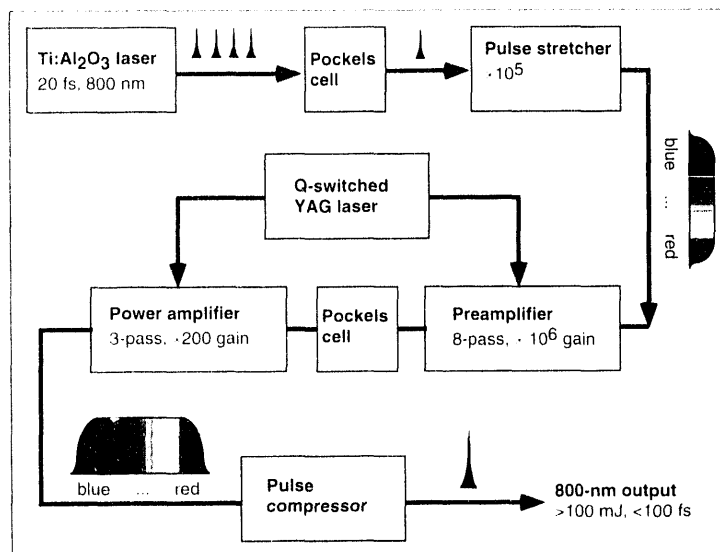 Ti:Al2O3 laser
20 fs, 800 nm
Pockels
cell
Pulse stretcher
·10^5
blue
...
red
Q-switched
YAG laser
Power amplifier
3-pass, ·200 gain
Pockels
cell
Preamplifier
8-pass, · 10^6 gain
blue ... red
Pulse
compressor
800-nm output
>100 mJ, <100 fs